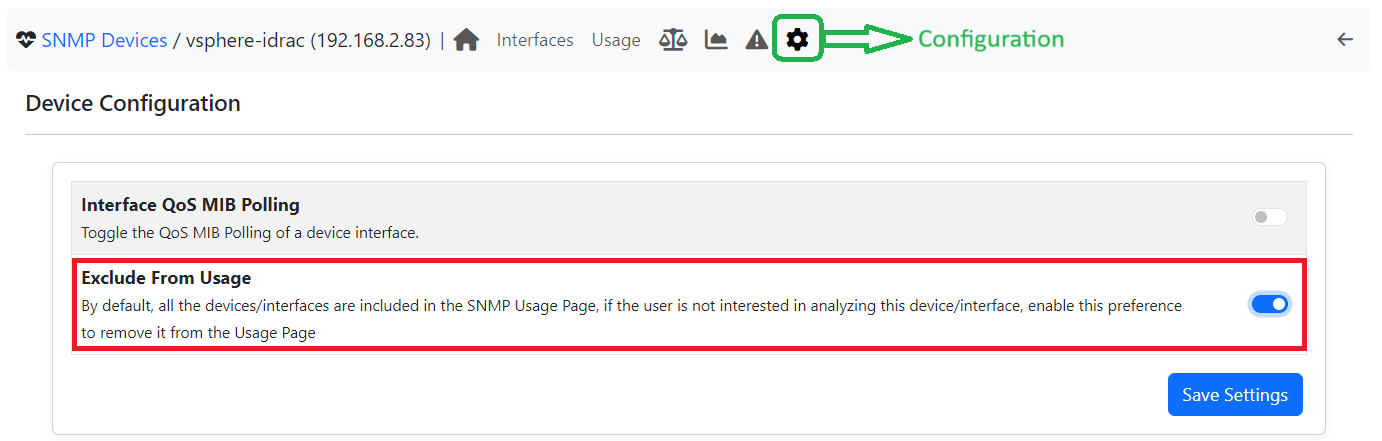 SNMP Devices / vsphere-idrac (192.168.2.83) | Interfaces Usage Configuration
Device Configuration
Interface QoS MIB Polling
Toggle the QoS MIB Polling of a device interface.
Exclude From Usage
By default, all the devices/interfaces are included in the SNMP Usage Page, if the user is not interested in analyzing this device/interface, enable this preference
to remove it from the Usage Page
Save Settings